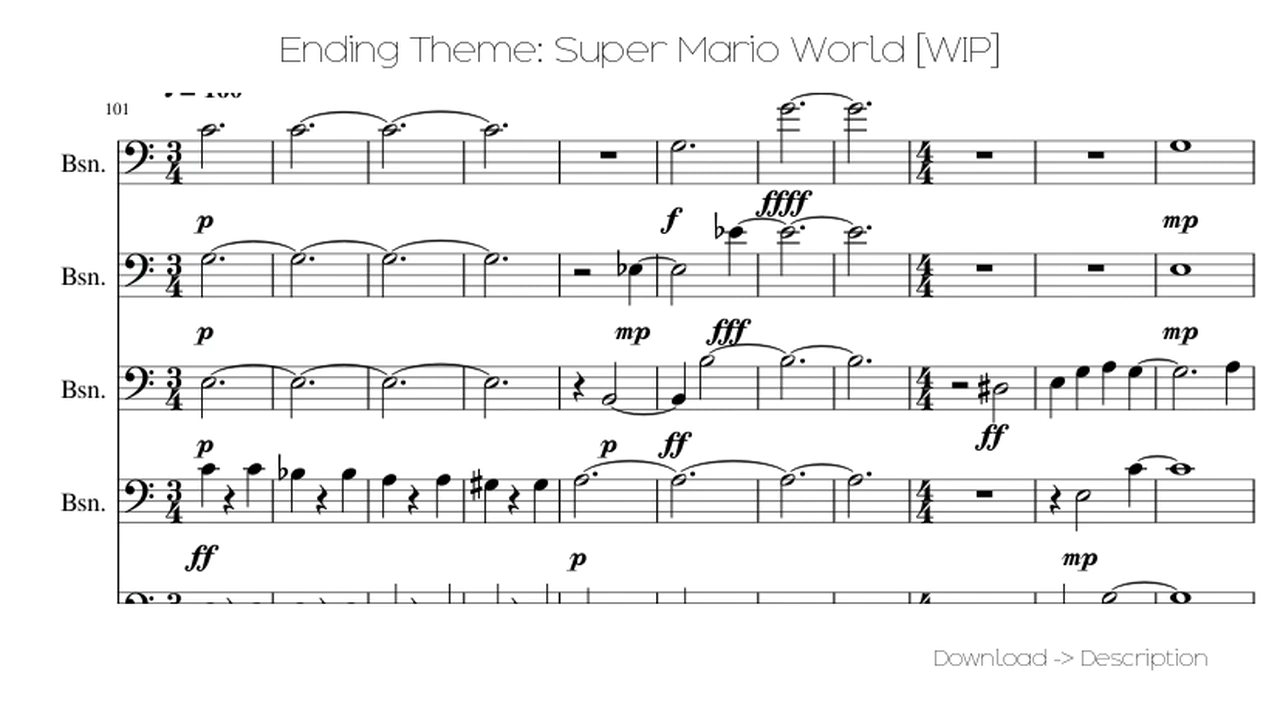 Ending Theme: Super Mario World [WIP]
101
Bsn.
p
f
ffff
mp
Bsn.
p
mp
fff
mp
Bsn.
p
p
ff
ff
Bsn.
ff
p
mp
Download -> Description